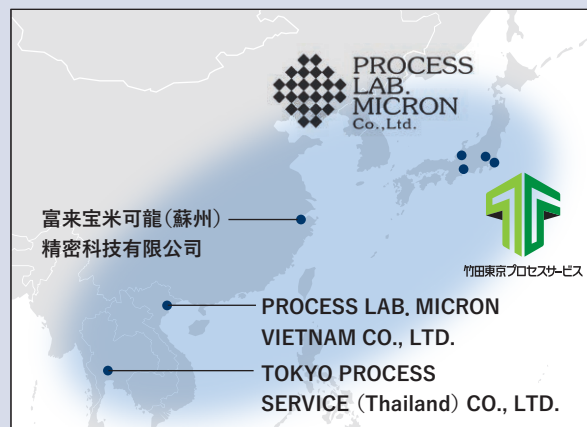 PROCESS
LAB.
MICRON
Co.,Ltd.
富来宝米可龍(蘇州)
精密科技有限公司
竹田東京プロセスサービス
PROCESS LAB. MICRON
VIETNAM CO., LTD.
TOKYO PROCESS
SERVICE (Thailand) CO., LTD.